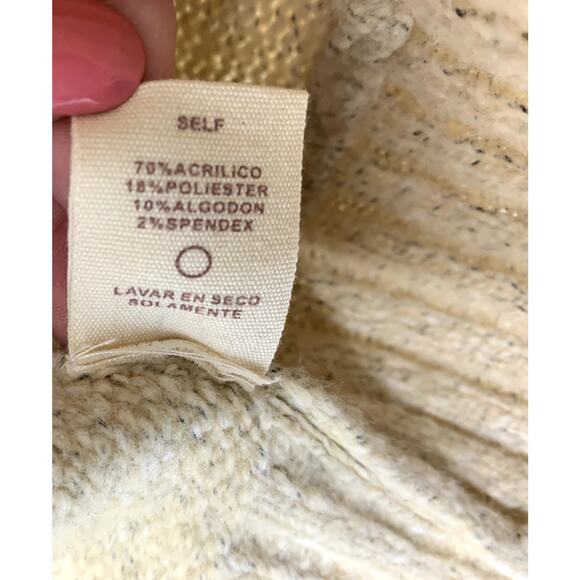 SELF
70%ACRILICO
18%POLIESTER
10%ALGODON
2%SPENDEX
LAVAR EN SECO
SOLAMENTE